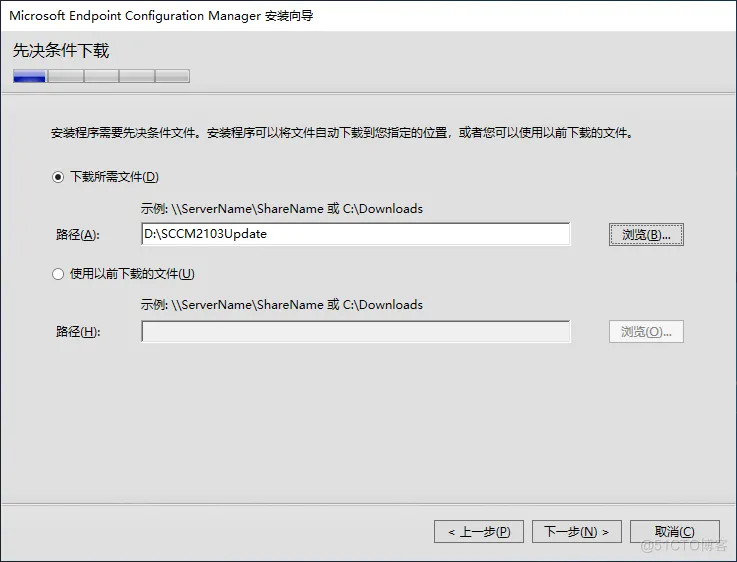 Microsoft Endpoint Configuration Manager 安装向导
先决条件下载
安装程序需要先决条件文件。安装程序可以将文件自动下载到您指定的位置，或者您可以使用以前下载的文件。
下载所需文件(D)
示例: \\ServerName\ShareName 或 C:\Downloads
路径(A): D:\SCCM2103Update 浏览(B)...
使用以前下载的文件(U)
示例: \\ServerName\ShareName 或 C:\Downloads
路径(H): 浏览(O)...
< 上一步(P) 下一步(N) > 取消(C)
@51CTO博客